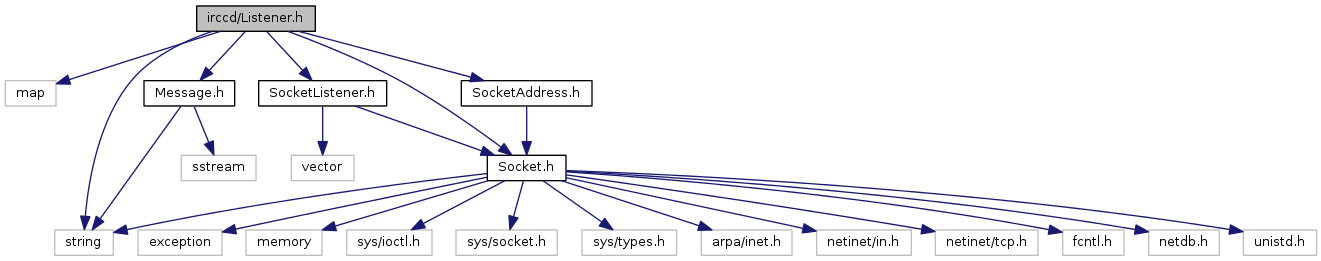 irccd/Listener.h
map
Message.h
SocketListener.h
SocketAddress.h
sstream
vector
Socket.h
string
exception
memory
sys/ioctl.h
sys/socket.h
sys/types.h
arpa/inet.h
netinet/in.h
netinet/tcp.h
fcntl.h
netdb.h
unistd.h